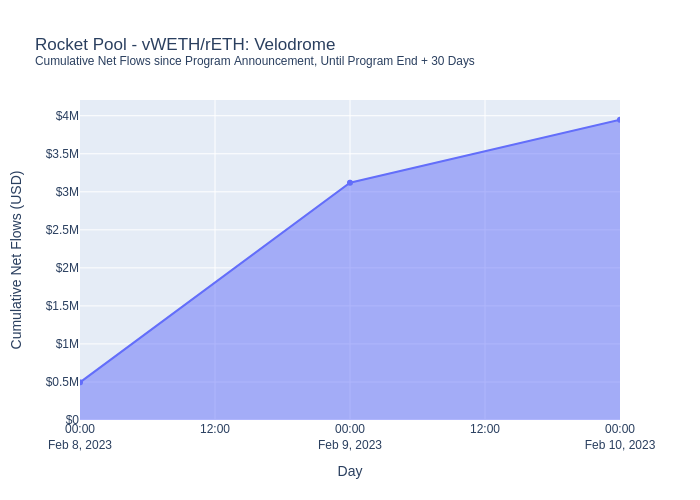 Rocket Pool - vWETH/rETH: Velodrome
Cumulative Net Flows since Program Announcement, Until Program End + 30 Days
Cumulative Net Flows (USD)
$4M
$3.5M
$3M
$2.5M
$2M
$1.5M
$1M
$0.5M
$0
00:00 12:00 00:00 12:00 00:00
Feb 8, 2023 Feb 9, 2023 Feb 10, 2023
Day